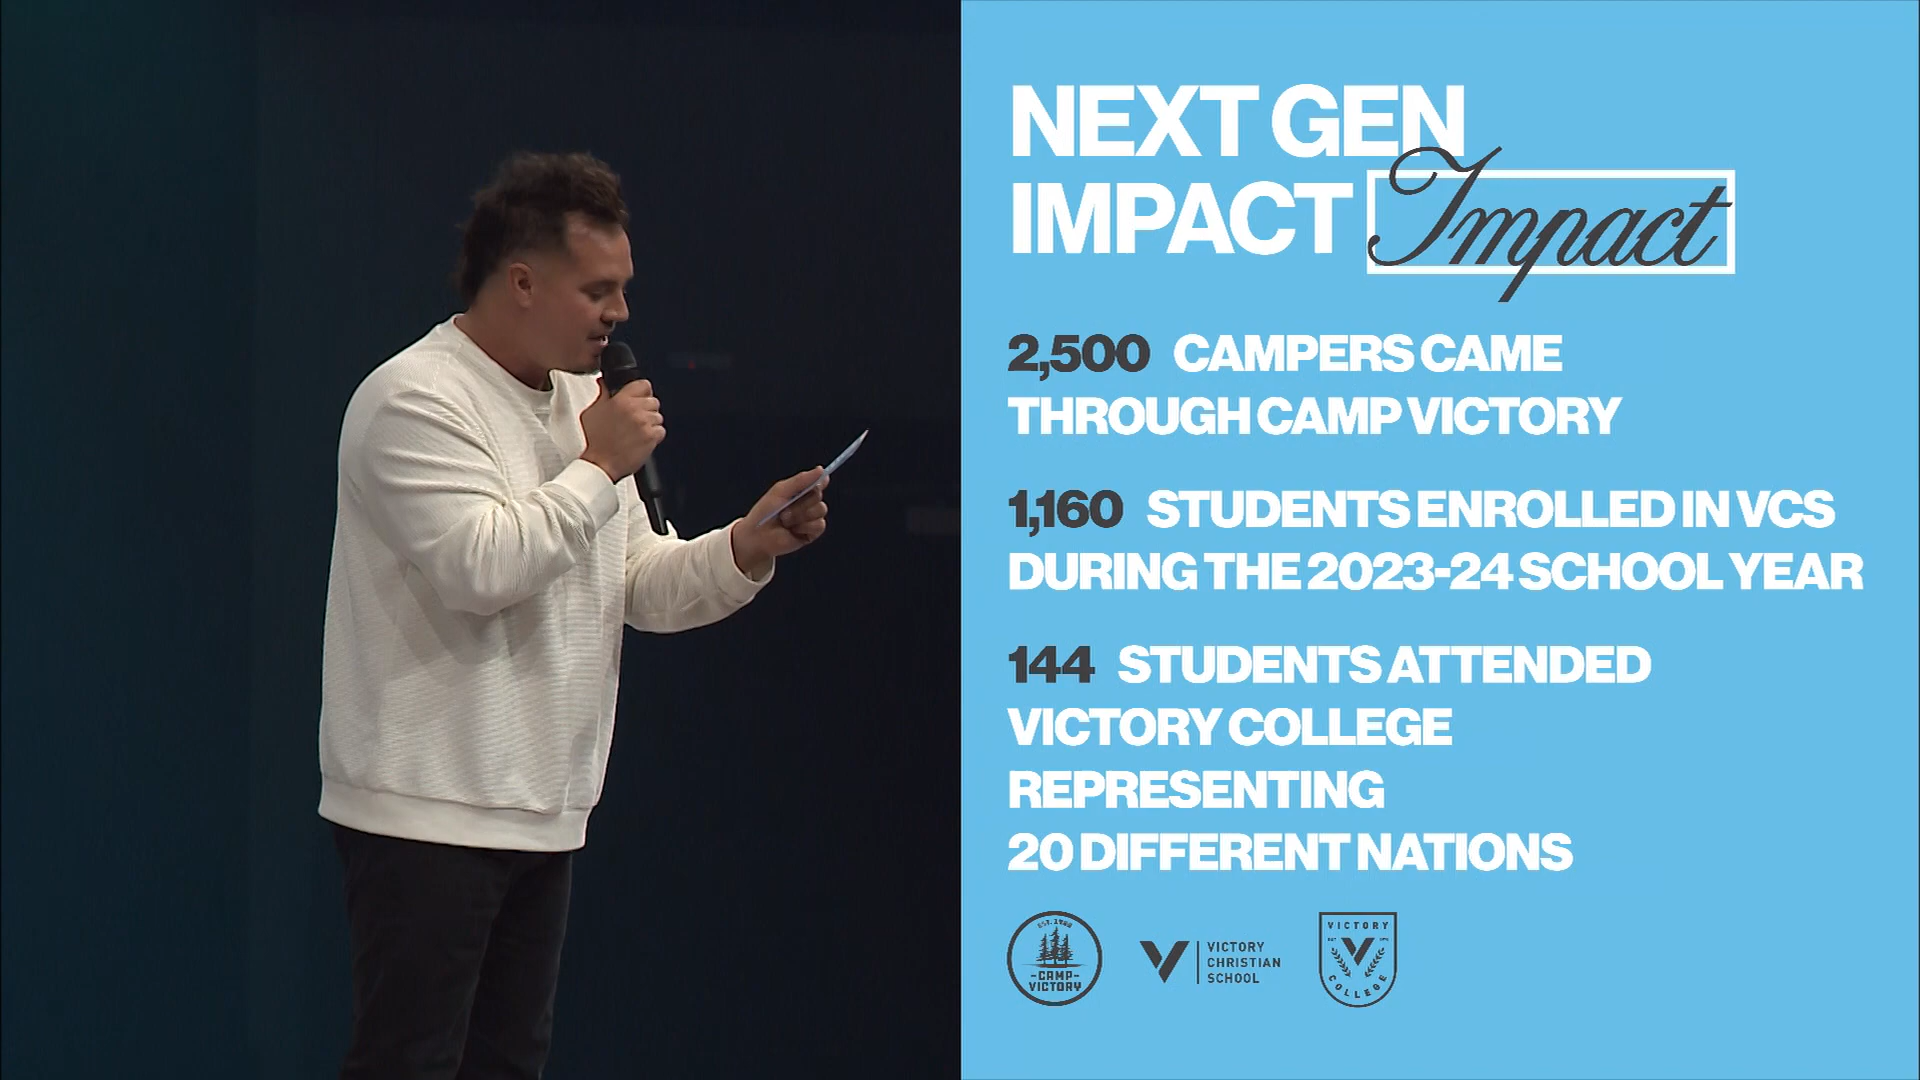 NEXT GEN
IMPACT Impact
2,500 CAMPERS CAME
THROUGH CAMP VICTORY
1,160 STUDENTS ENROLLED IN VCS
DURING THE 2023-24 SCHOOL YEAR
144 STUDENTS ATTENDED
VICTORY COLLEGE
REPRESENTING
20 DIFFERENT NATIONS
-CAMP-
VICTORY
VICTORY
CHRISTIAN
SCHOOL
VICTORY
COLLEGE